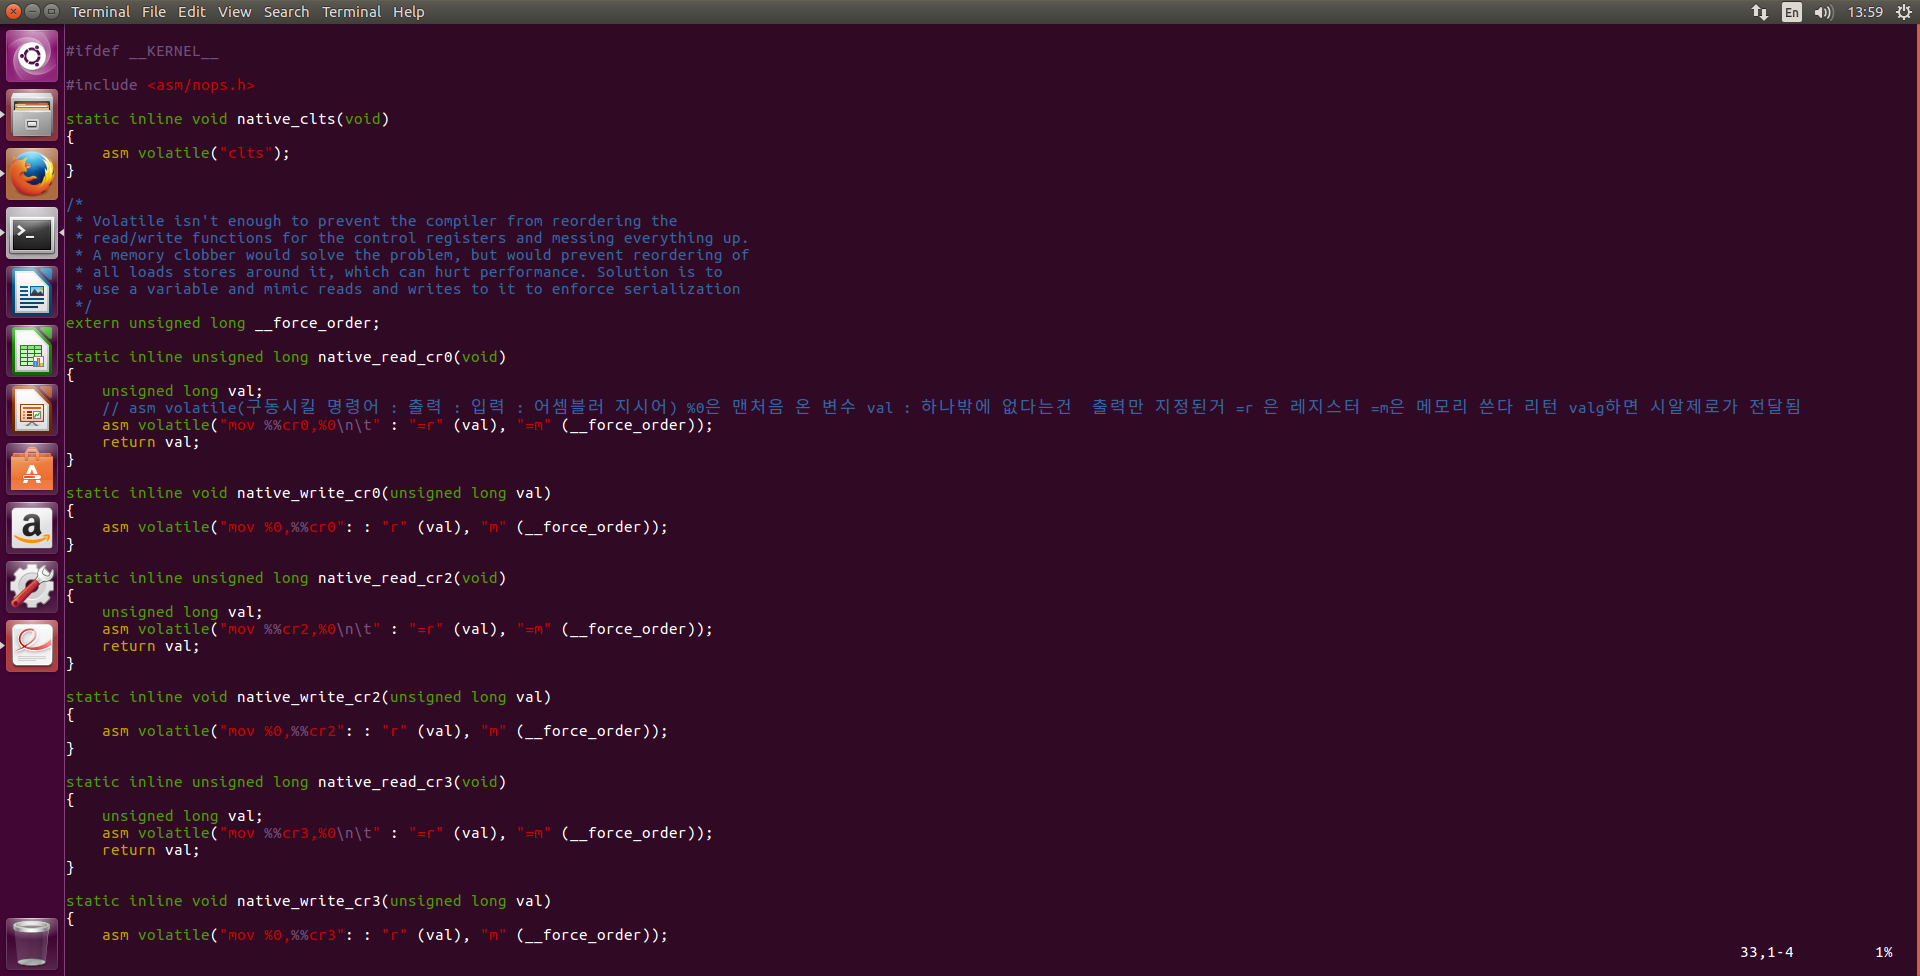 Terminal File Edit View Search Terminal Help En 13:59
#ifdef __KERNEL__
#include <asm/nops.h>
static inline void native_clts(void)
{
    asm volatile("clts");
}
/*
 * Volatile isn't enough to prevent the compiler from reordering the
 * read/write functions for the control registers and messing everything up.
 * A memory clobber would solve the problem, but would prevent reordering of
 * all loads stores around it, which can hurt performance. Solution is to
 * use a variable and mimic reads and writes to it to enforce serialization
 */
extern unsigned long __force_order;
static inline unsigned long native_read_cr0(void)
{
    unsigned long val;
    // asm volatile(구동시킬 명령어 : 출력 : 입력 : 어셈블러 지시어) %0은 맨처음 온 변수 val : 하나밖에 없다는건  출력만 지정된거 =r 은 레지스터 =m은 메모리 쓴다 리턴 valg하면 시알제로가 전달됨
    asm volatile("mov %%cr0,%0\n\t" : "=r" (val), "=m" (__force_order));
    return val;
}
static inline void native_write_cr0(unsigned long val)
{
    asm volatile("mov %0,%%cr0": : "r" (val), "m" (__force_order));
}
static inline unsigned long native_read_cr2(void)
{
    unsigned long val;
    asm volatile("mov %%cr2,%0\n\t" : "=r" (val), "=m" (__force_order));
    return val;
}
static inline void native_write_cr2(unsigned long val)
{
    asm volatile("mov %0,%%cr2": : "r" (val), "m" (__force_order));
}
static inline unsigned long native_read_cr3(void)
{
    unsigned long val;
    asm volatile("mov %%cr3,%0\n\t" : "=r" (val), "=m" (__force_order));
    return val;
}
static inline void native_write_cr3(unsigned long val)
{
    asm volatile("mov %0,%%cr3": : "r" (val), "m" (__force_order));
33,1-4 1%